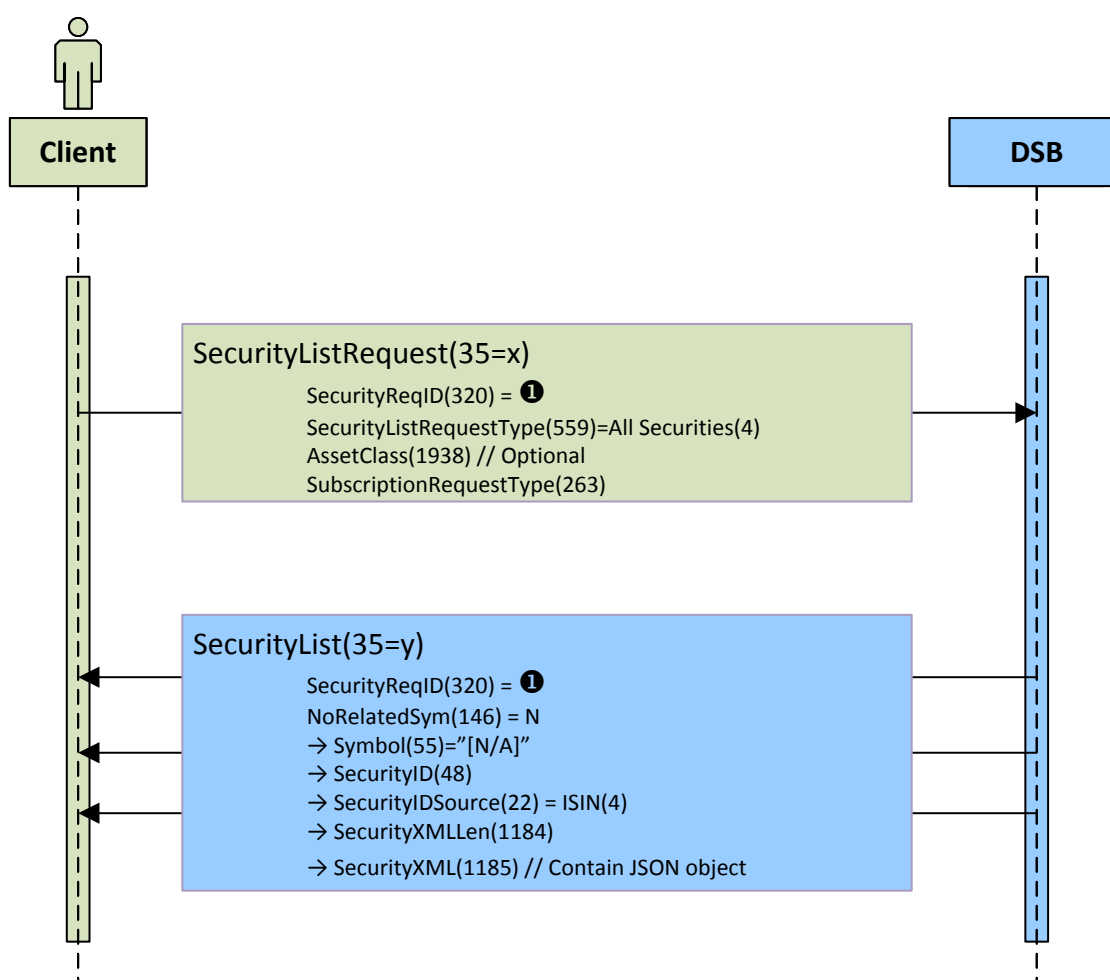 Client
DSB
SecurityListRequest(35=x)
SecurityReqID(320) = ❶
SecurityListRequestType(559)=All Securities(4)
AssetClass(1938) // Optional
SubscriptionRequestType(263)
SecurityList(35=y)
SecurityReqID(320) = ❶
NoRelatedSym(146) = N
→ Symbol(55)=”[N/A]”
→ SecurityID(48)
→ SecurityIDSource(22) = ISIN(4)
→ SecurityXMLLen(1184)
→ SecurityXML(1185) // Contain JSON object